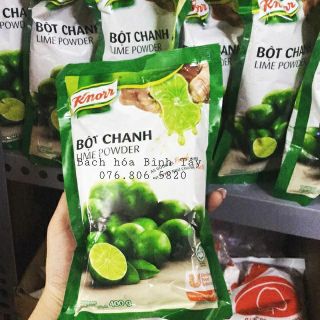 Knorr
BỘT CHANH
LIME POWDER
Bách hóa Bình Tây
076.806.5820
400 G
Knorr
BỘT CHANH
LIME POWDER
BỘT CHANH
LIME POWDER